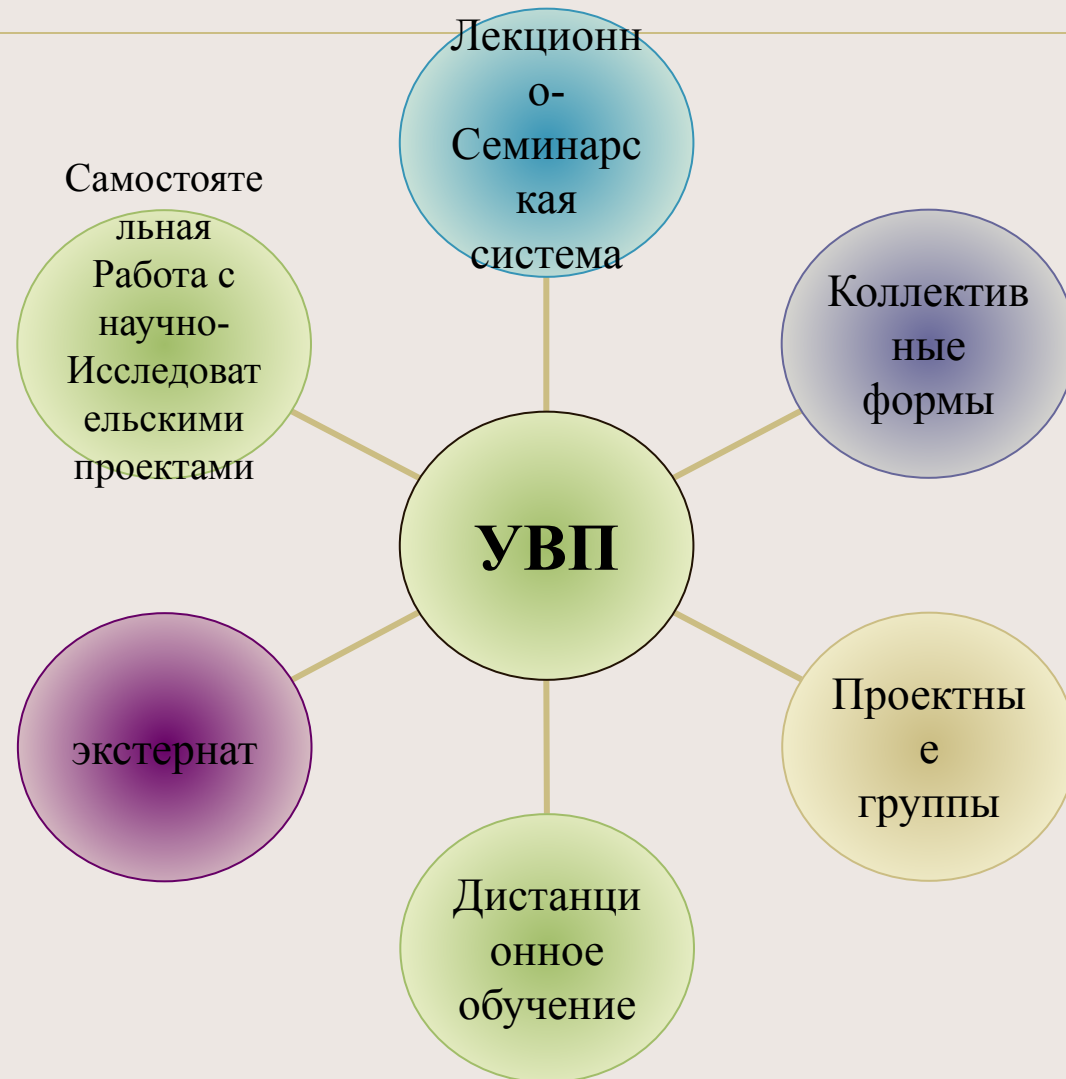 Лекционн
о-
Семинарс
кая
система
Самостояте
льная
Работа с
научно-
Исследоват
ельскими
проектами
Коллектив
ные
формы
УВП
экстернат
Проектны
е
группы
Дистанци
онное
обучение